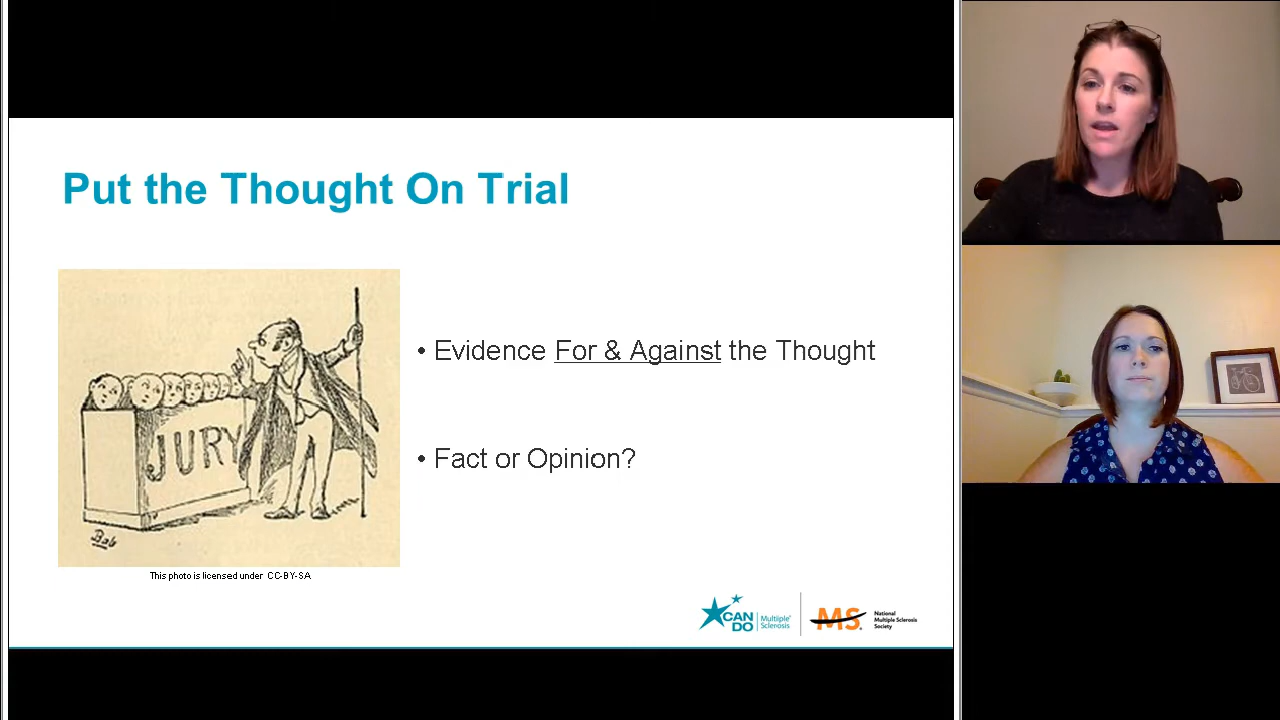 Put the Thought On Trial
JURY
Bab
This photo is licensed under CC-BY-SA
• Evidence For & Against the Thought
• Fact or Opinion?
CAN DO
Multiple Sclerosis
MS
National
Multiple Sclerosis
Society